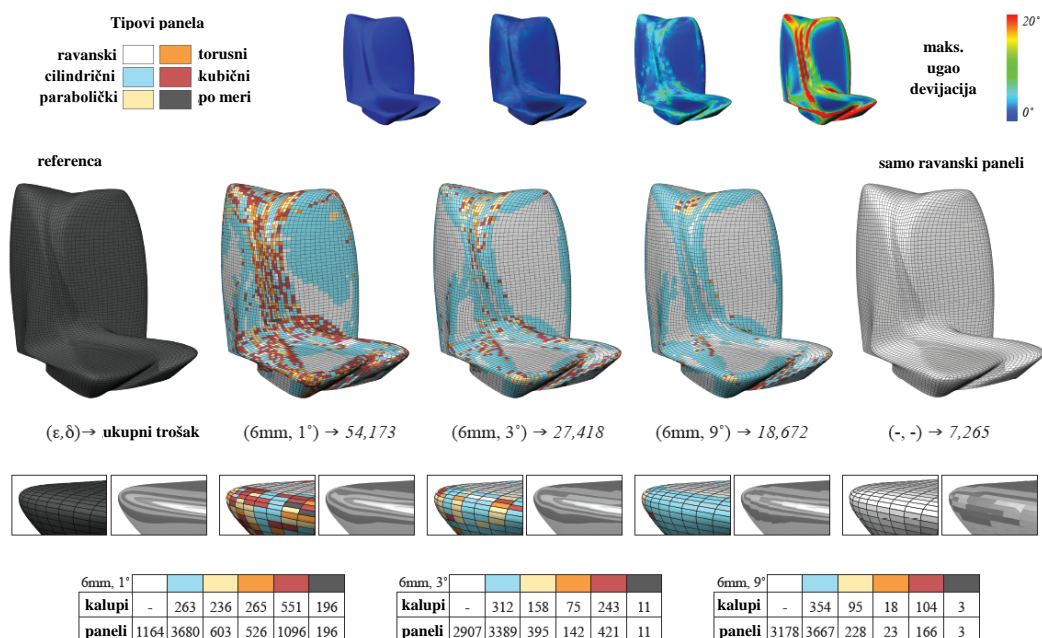 Tipovi panela
ravanski torusni
cilindrični kubični
parabolički po meri
20°
maks.
ugao
devijacija
0°
referenca
samo ravanski paneli
(ε,δ)→ ukupni trošak
(6mm, 1°) → 54,173
(6mm, 3°) → 27,418
(6mm, 9°) → 18,672
(-, -) → 7,265
6mm, 1°
kalupi - 263 236 265 551 196
paneli 1164 3680 603 526 1096 196
6mm, 3°
kalupi - 312 158 75 243 11
paneli 2907 3389 395 142 421 11
6mm, 9°
kalupi - 354 95 18 104 3
paneli 3178 3667 228 23 166 3